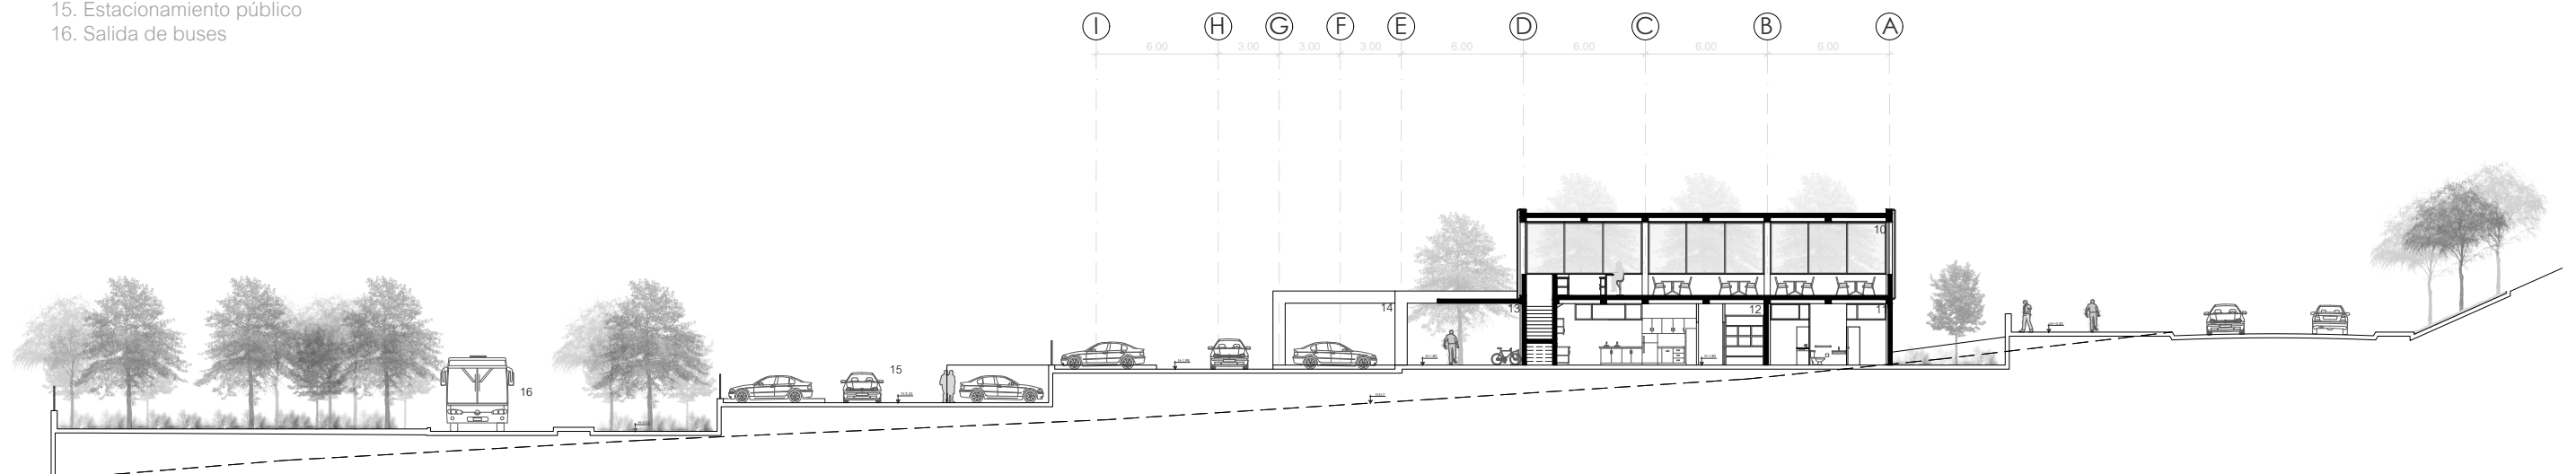 15. Estacionamiento público
16. Salida de buses
I H G F E D C B A
6.00 3.00 3.00 3.00 6.00 6.00 6.00 6.00
10
14 13 12 11
15
16